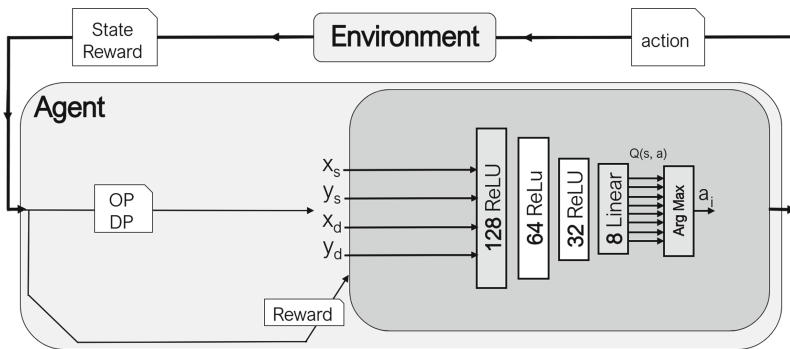 State
Reward
Environment
action
Agent
OP
DP
x_s
y_s
x_d
y_d
Reward
128 ReLU
64 ReLu
32 ReLU
8 Linear
Q(s, a)
Arg Max
a_i